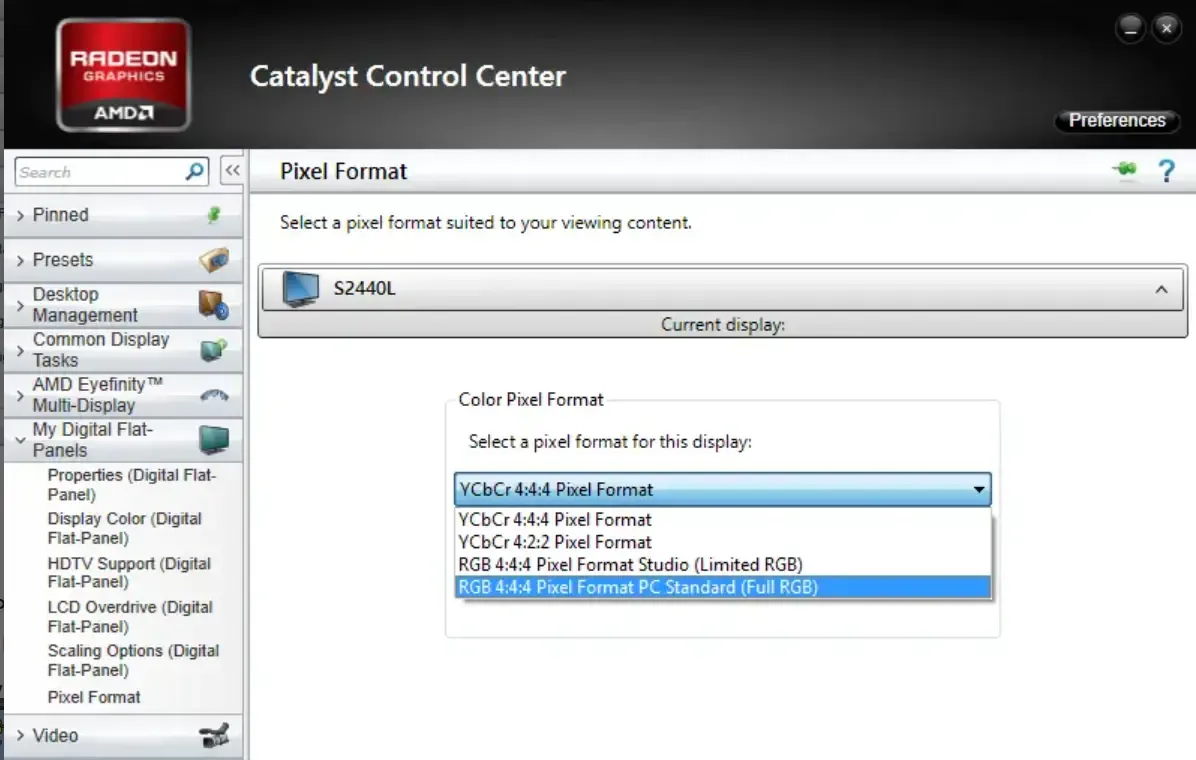 RADEON
GRAPHICS
AMD
Catalyst Control Center
Preferences
Search
Pinned
Presets
Desktop
Management
Common Display
Tasks
AMD Eyefinity™
Multi-Display
My Digital Flat-
Panels
Properties (Digital Flat-
Panel)
Display Color (Digital
Flat-Panel)
HDTV Support (Digital
Flat-Panel)
LCD Overdrive (Digital
Flat-Panel)
Scaling Options (Digital
Flat-Panel)
Pixel Format
Video
Pixel Format
Select a pixel format suited to your viewing content.
S2440L
Current display:
Color Pixel Format
Select a pixel format for this display:
YCbCr 4:4:4 Pixel Format
YCbCr 4:4:4 Pixel Format
YCbCr 4:2:2 Pixel Format
RGB 4:4:4 Pixel Format Studio (Limited RGB)
RGB 4:4:4 Pixel Format PC Standard (Full RGB)